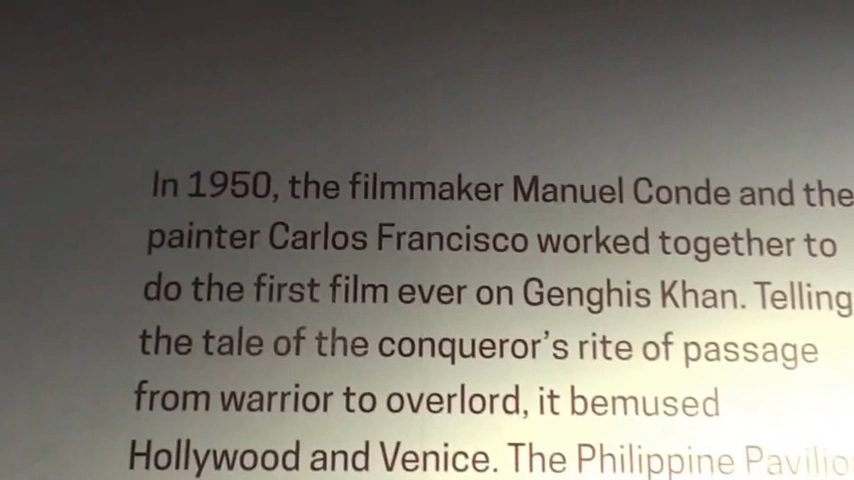 In 1950, the filmmaker Manuel Conde and the
painter Carlos Francisco worked together to
do the first film ever on Genghis Khan. Telling
the tale of the conqueror’s rite of passage
from warrior to overlord, it bemused
Hollywood and Venice. The Philippine